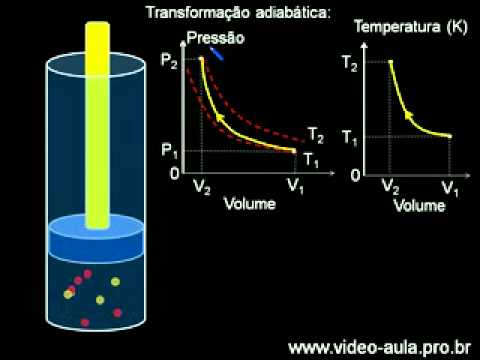 Transformação adiabática:
Pressão
P2
P1
0
V2
V1
Volume
T2
T1
Temperatura (K)
T2
T1
0
V2
V1
Volume
www.video-aula.pro.br